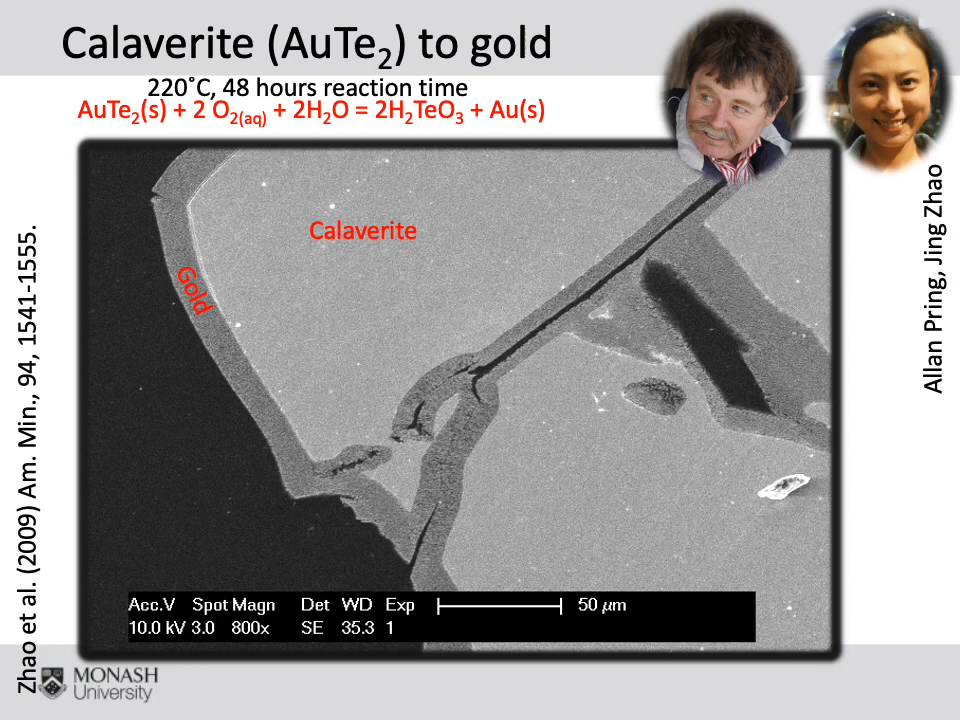 Calaverite (AuTe₂) to gold
220˚C, 48 hours reaction time
AuTe₂(s) + 2 O₂₍ₐq₎ + 2H₂O = 2H₂TeO₃ + Au(s)
Calaverite
Gold
Allan Pring, Jing Zhao
Zhao et al. (2009) Am. Min., 94, 1541-1555.
Acc.V Spot Magn Det WD Exp 50 µm
10.0 kV 3.0 800x SE 35.3 1
MONASH
University